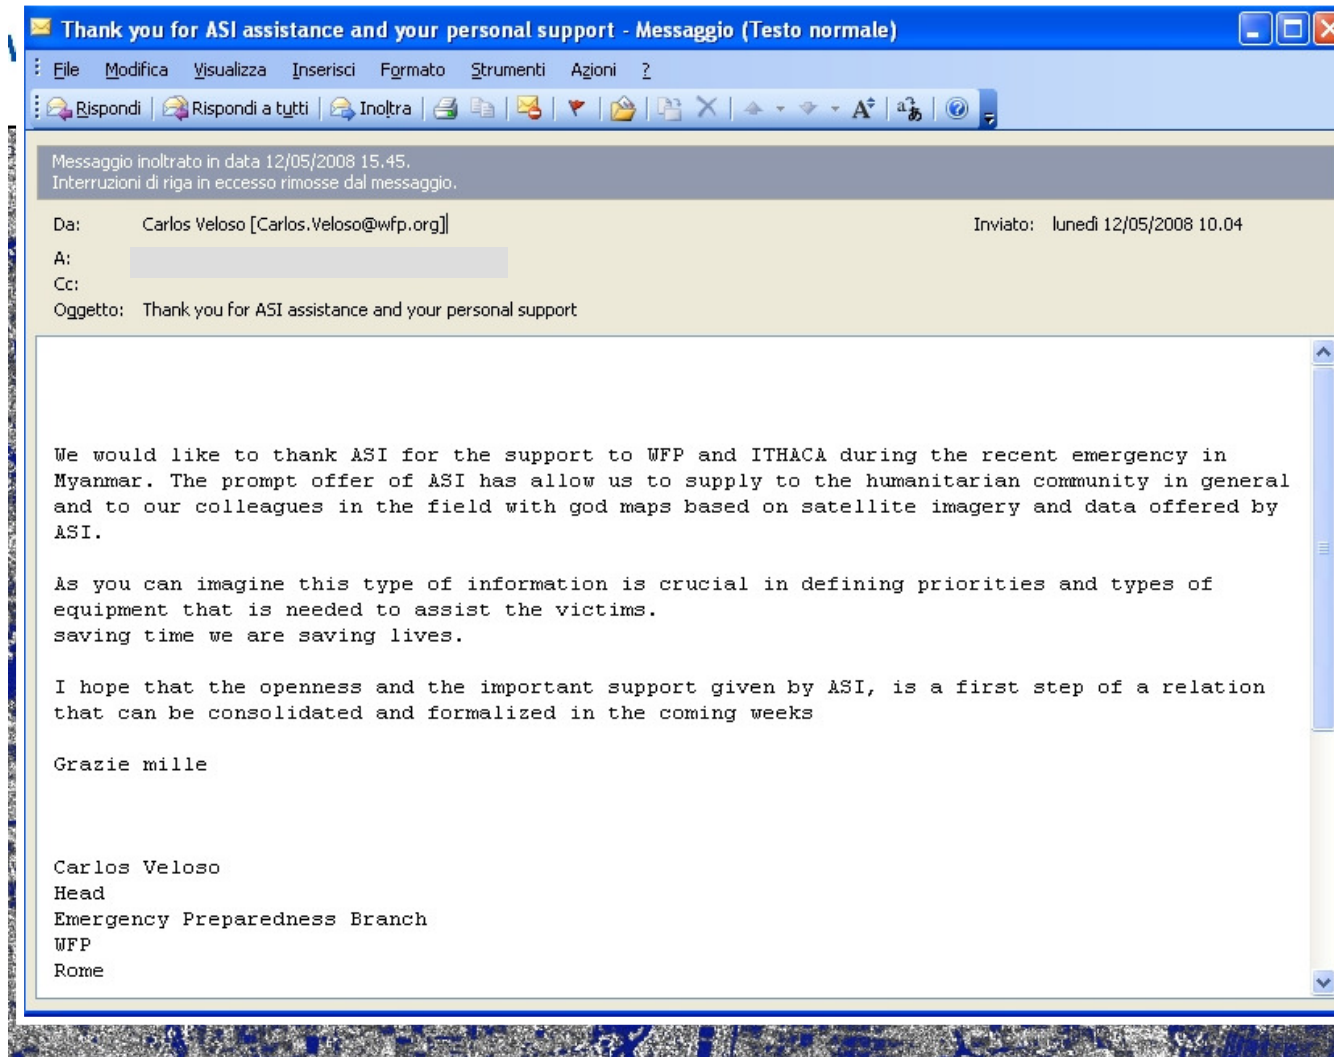 Thank you for ASI assistance and your personal support - Messaggio (Testo normale)
File Modifica Visualizza Inserisci Formato Strumenti Azioni ?
Rispondi Rispondi a tutti Inoltra
Messaggio inoltrato in data 12/05/2008 15.45.
Interruzioni di riga in eccesso rimosse dal messaggio.
Da: Carlos Veloso [Carlos.Veloso@wfp.org] Inviato: lunedì 12/05/2008 10.04
A:
Cc:
Oggetto: Thank you for ASI assistance and your personal support
We would like to thank ASI for the support to WFP and ITHACA during the recent emergency in
Myanmar. The prompt offer of ASI has allow us to supply to the humanitarian community in general
and to our colleagues in the field with god maps based on satellite imagery and data offered by
ASI.
As you can imagine this type of information is crucial in defining priorities and types of
equipment that is needed to assist the victims.
saving time we are saving lives.
I hope that the openness and the important support given by ASI, is a first step of a relation
that can be consolidated and formalized in the coming weeks
Grazie mille
Carlos Veloso
Head
Emergency Preparedness Branch
WFP
Rome